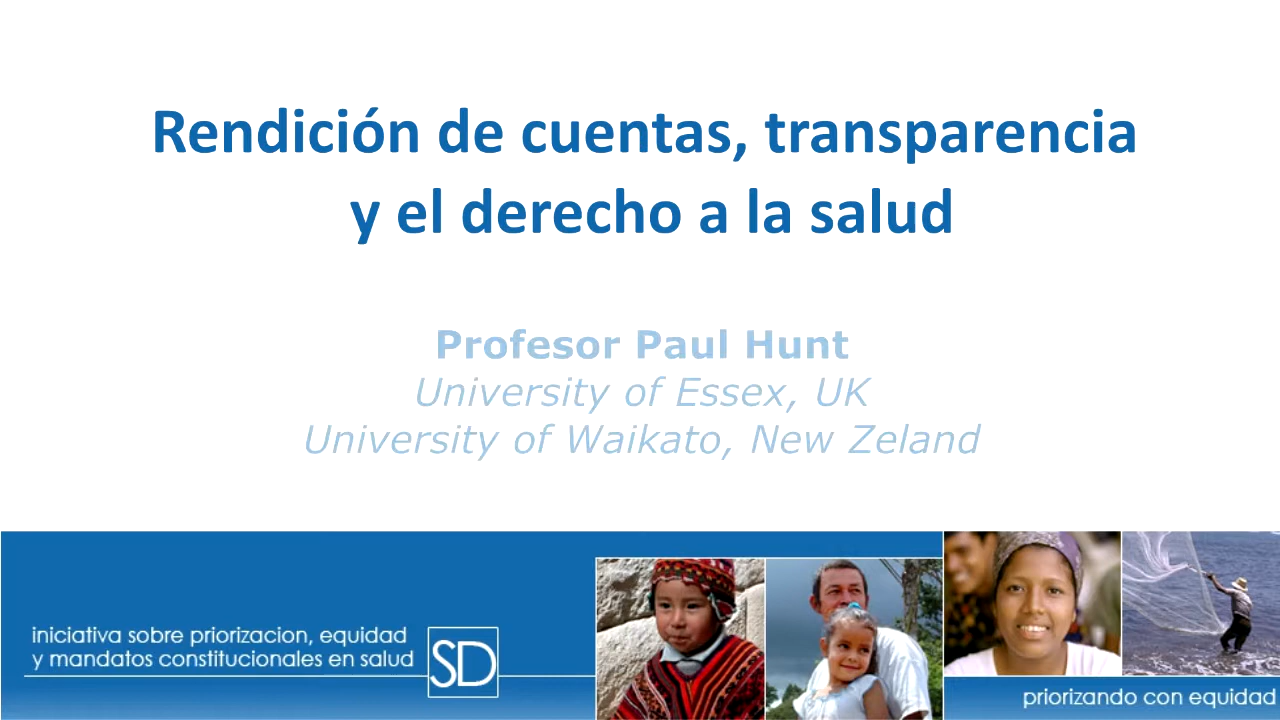 Rendición de cuentas, transparencia
y el derecho a la salud
Profesor Paul Hunt
University of Essex, UK
University of Waikato, New Zeland
iniciativa sobre priorizacion, equidad
y mandatos constitucionales en salud
SD
priorizando con equidad